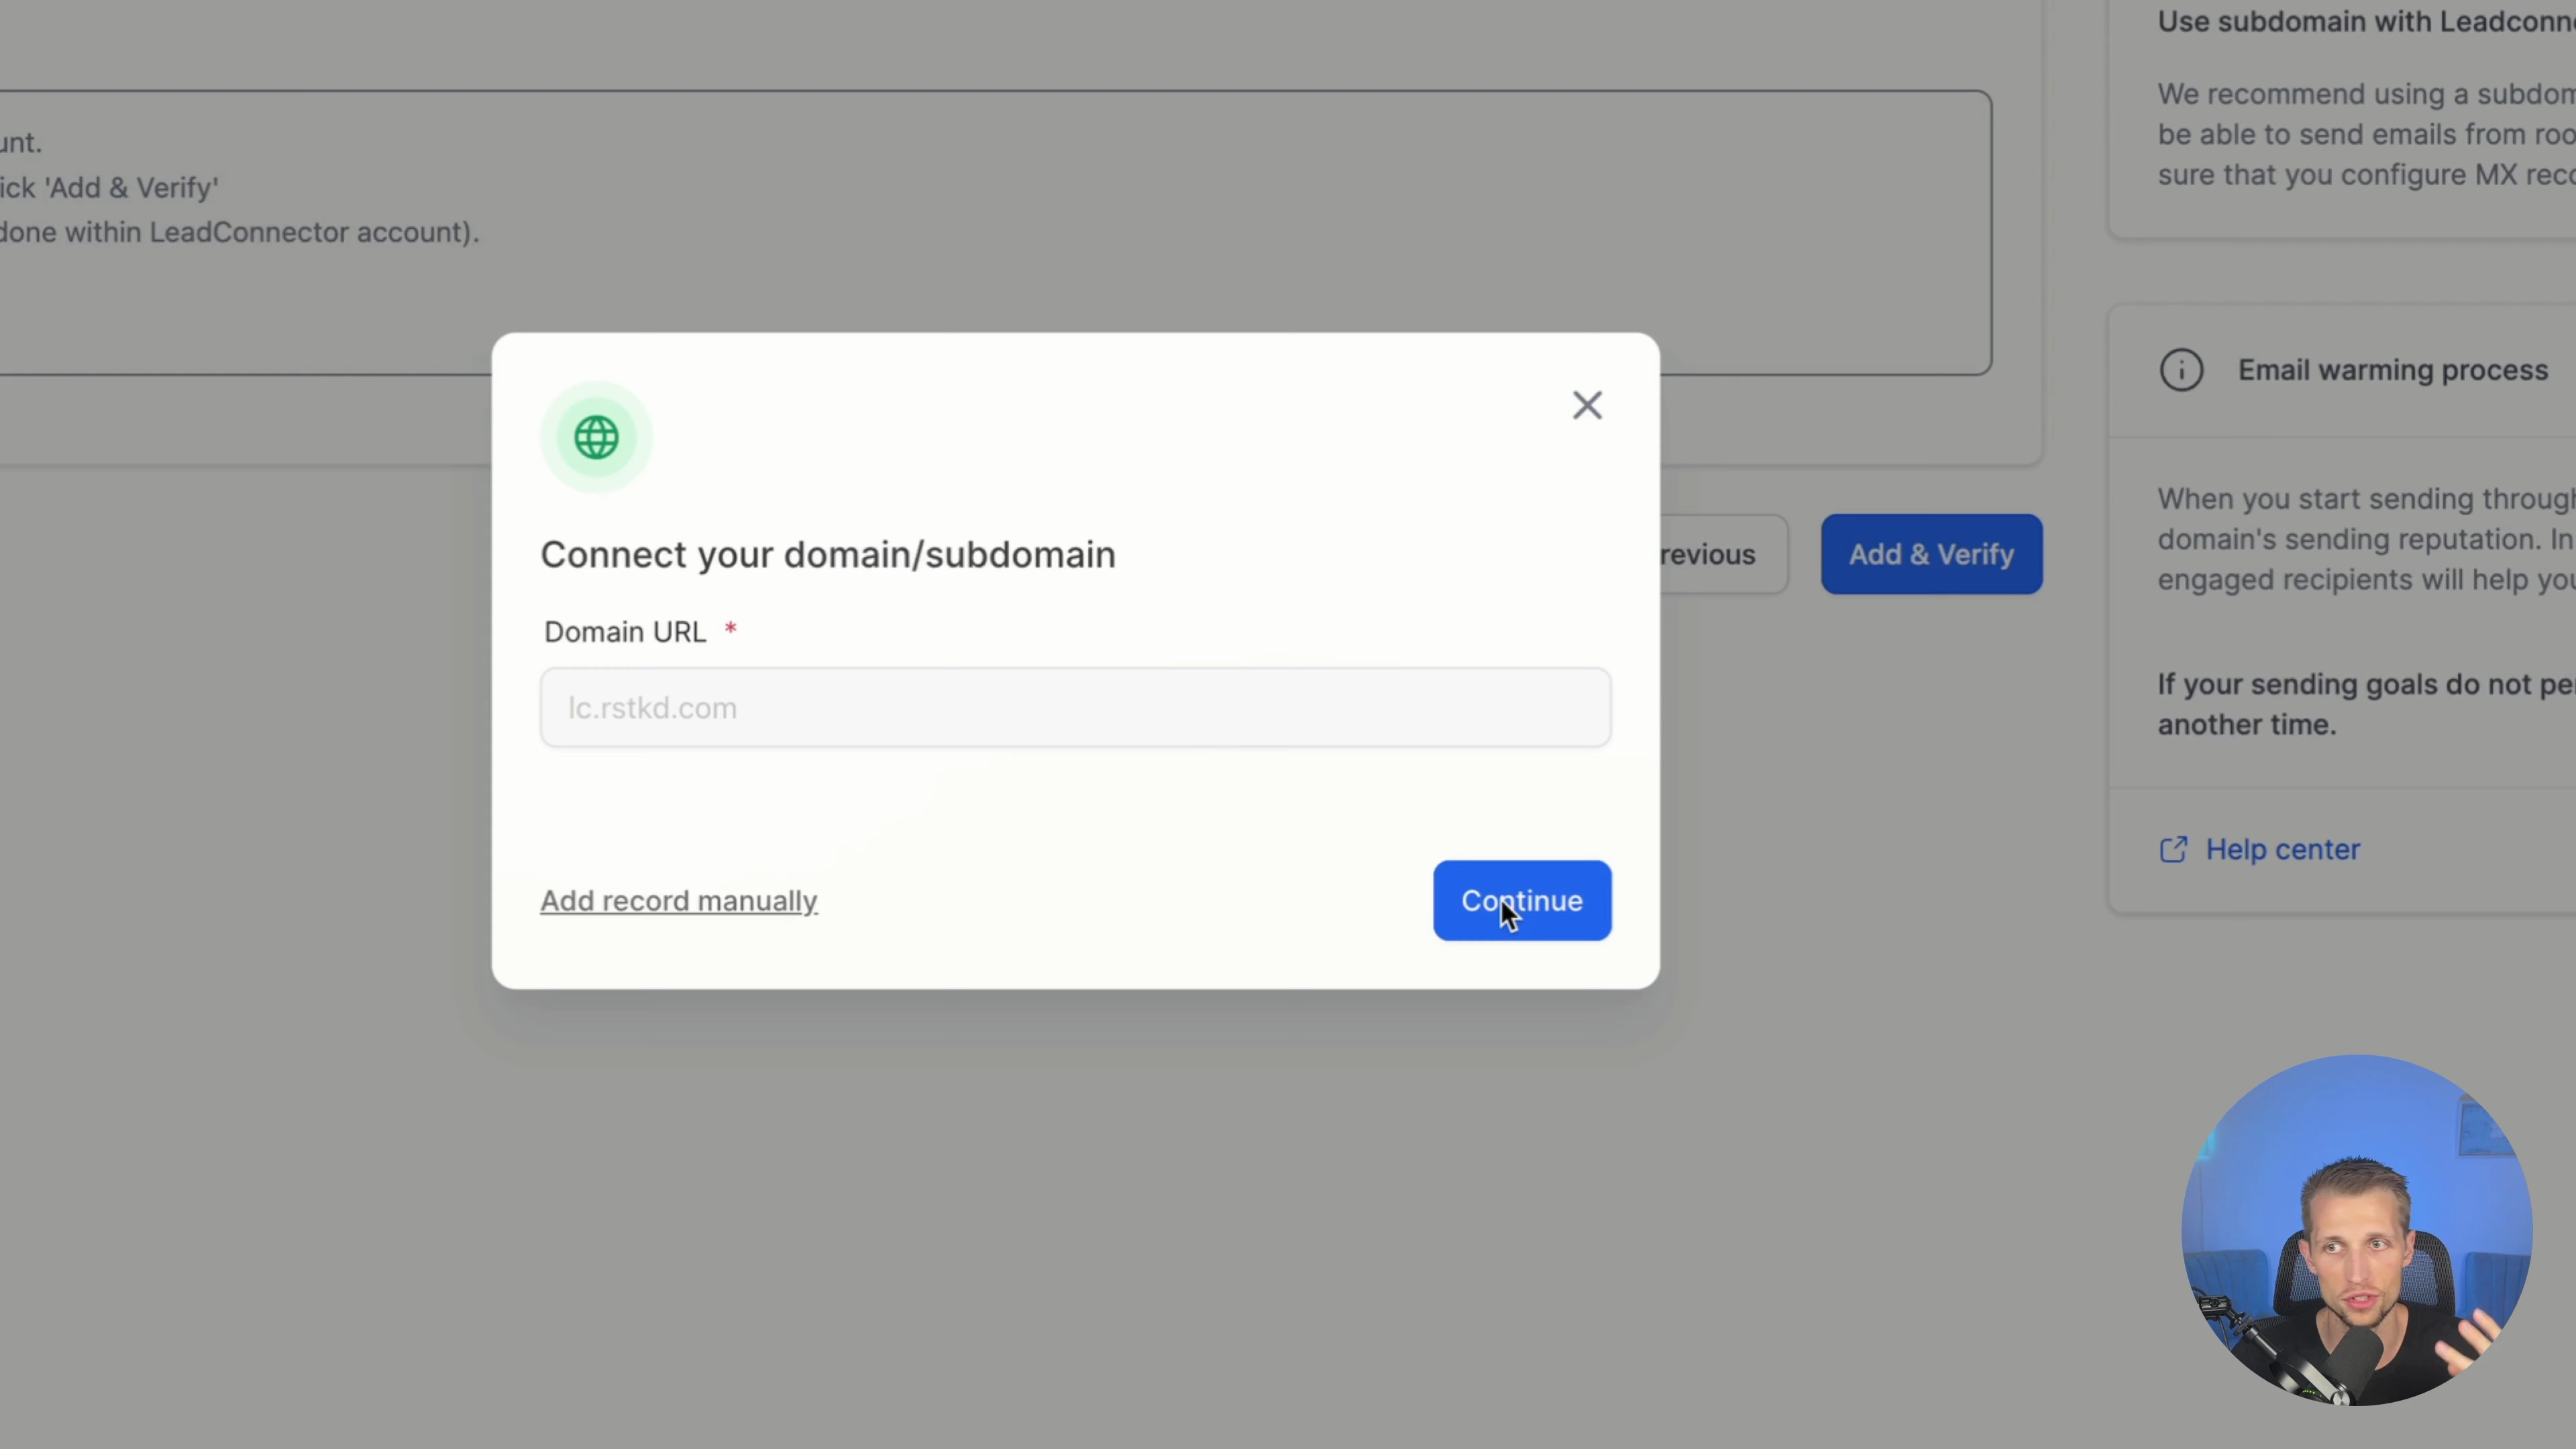 unt.
ick 'Add & Verify'
done within LeadConnector account).
Connect your domain/subdomain
Domain URL *
lc.rstkd.com
Add record manually
Continue
revious
Add & Verify
Use subdomain with Leadconn
We recommend using a subdom
be able to send emails from roo
sure that you configure MX reco
Email warming process
When you start sending through
domain's sending reputation. In
engaged recipients will help you
If your sending goals do not per
another time.
Help center